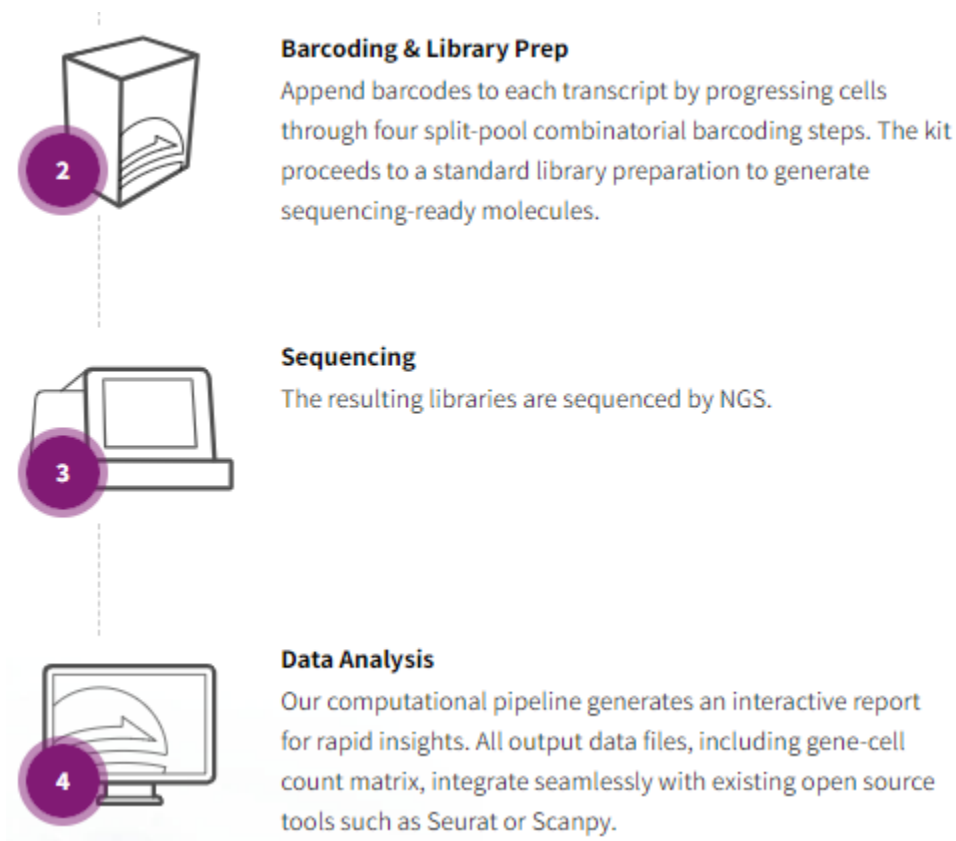 Barcoding & Library Prep
Append barcodes to each transcript by progressing cells
through four split-pool combinatorial barcoding steps. The kit
proceeds to a standard library preparation to generate
sequencing-ready molecules.
2
Sequencing
The resulting libraries are sequenced by NGS.
3
Data Analysis
Our computational pipeline generates an interactive report
for rapid insights. All output data files, including gene-cell
count matrix, integrate seamlessly with existing open source
tools such as Seurat or Scanpy.
4